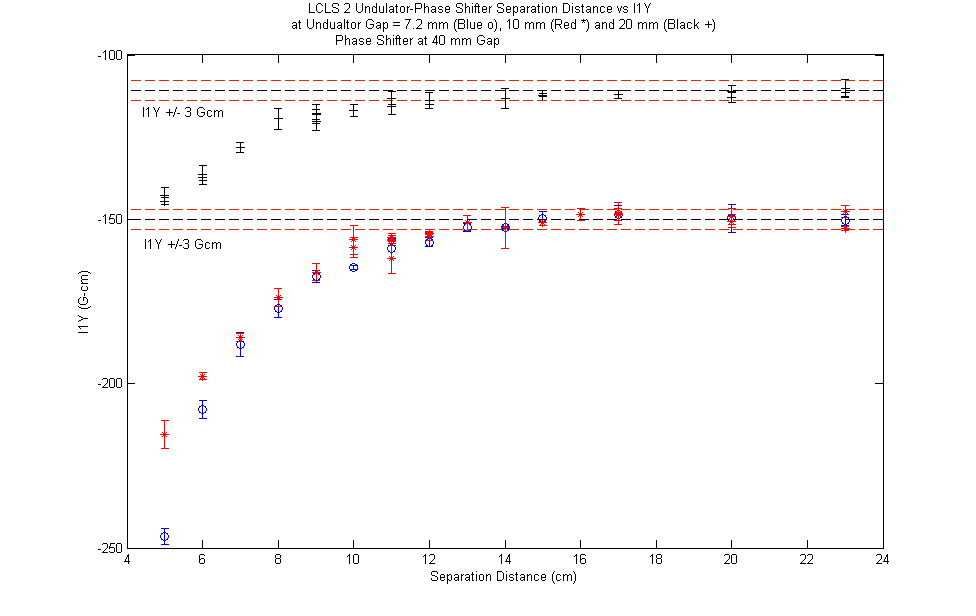 LCLS 2 Undulator-Phase Shifter Separation Distance vs I1Y
at Undualtor Gap = 7.2 mm (Blue o), 10 mm (Red *) and 20 mm (Black +)
Phase Shifter at 40 mm Gap
-100
I1Y +/- 3 Gcm
-150
I1Y +/-3 Gcm
I1Y (G-cm)
-200
-250
4 6 8 10 12 14 16 18 20 22 24
Separation Distance (cm)